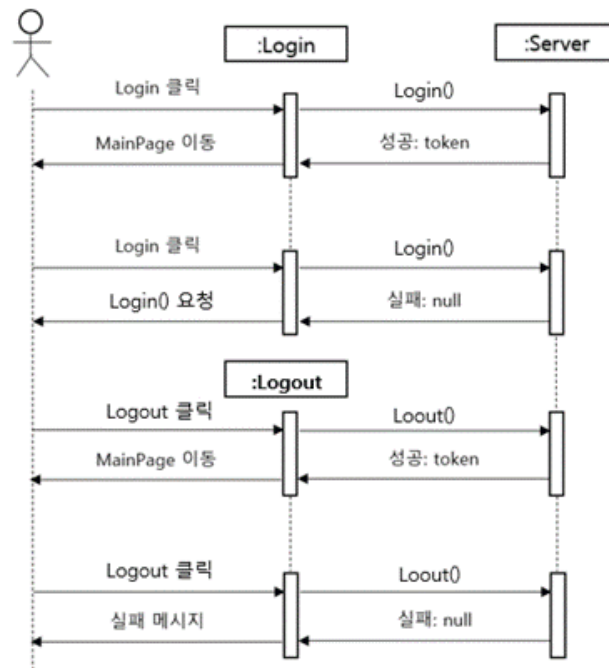 :Login
:Server
Login 클릭
Login()
MainPage 이동
성공: token
Login 클릭
Login()
Login() 요청
실패: null
:Logout
Logout 클릭
Loout()
MainPage 이동
성공: token
Logout 클릭
Loout()
실패 메시지
실패: null